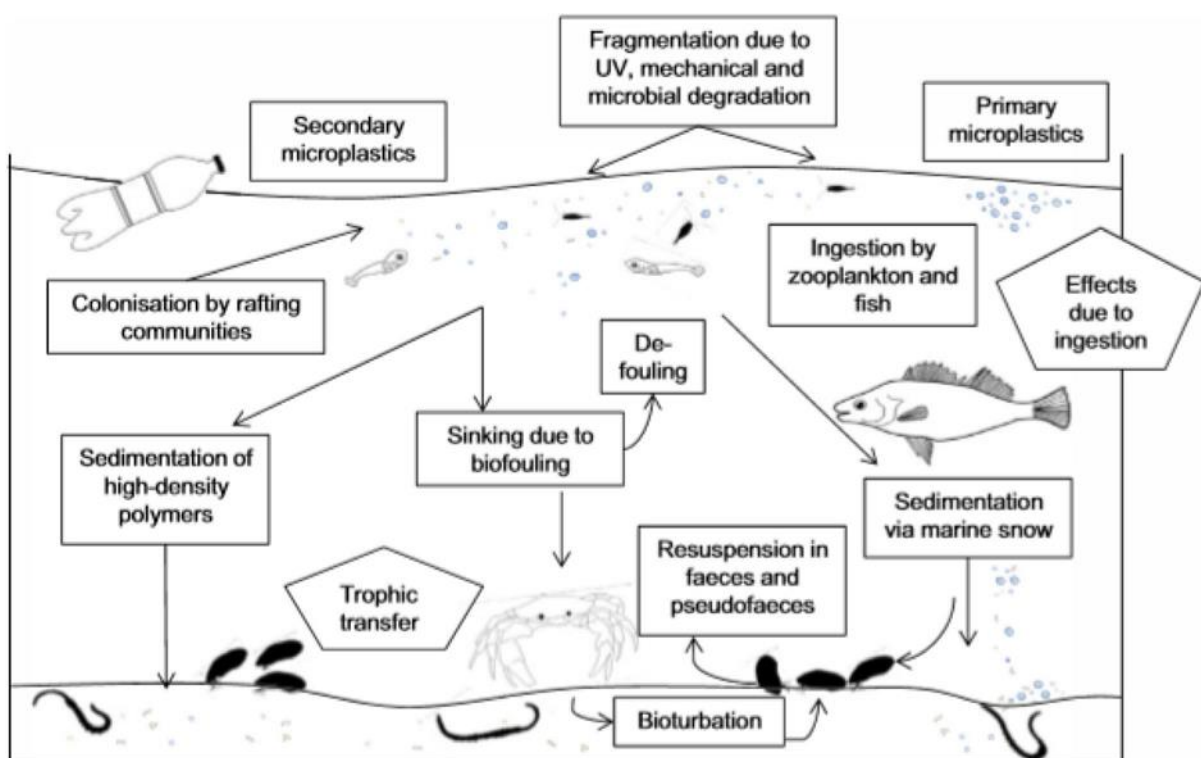 Fragmentation due to
UV, mechanical and
microbial degradation
Secondary
microplastics
Primary
microplastics
Ingestion by
zooplankton and
fish
Effects
due to
ingestion
Colonisation by rafting
communities
De-
fouling
Sinking due to
biofouling
Sedimentation of
high-density
polymers
Sedimentation
via marine snow
Resuspension in
faeces and
pseudofaeces
Trophic
transfer
Bioturbation